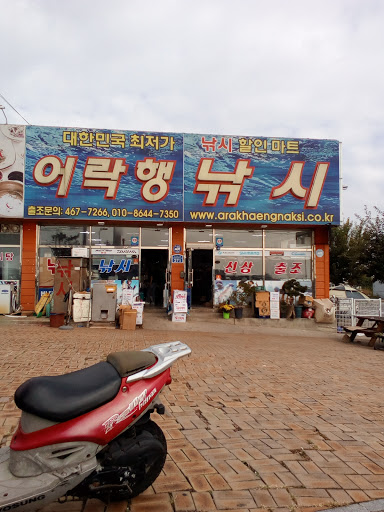 대한민국 최저가
낚시 할인 마트
어락행 낚시
출조문의: 467-7266, 010-8644-7350
www.arakhaengnaksi.co.kr
낚시
신상 출조